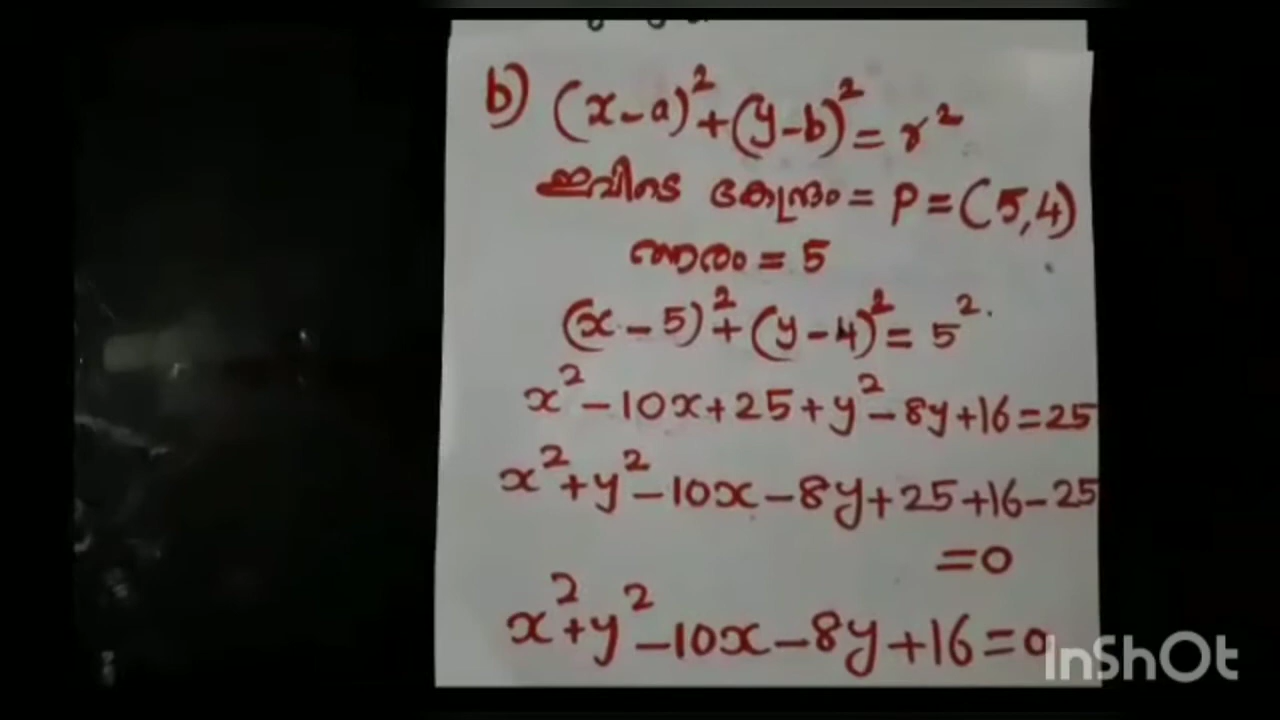 b) (x-a)²+(y-b)²=r²
ഇവിടെ കേന്ദ്രം = P = (5,4)
ആരം = 5
(x-5)²+(y-4)²=5²
x²-10x+25+y²-8y+16=25
x²+y²-10x-8y+25+16-25
=0
x²+y²-10x-8y+16=0
InShOt